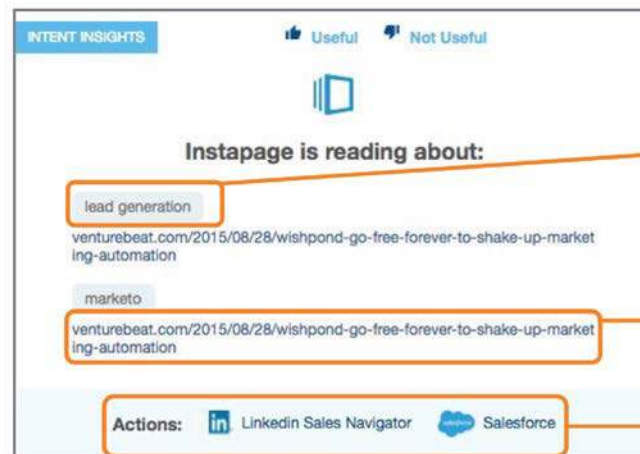 INTENT INSIGHTS
Useful Not Useful
Instapage is reading about:
lead generation
venturebeat.com/2015/08/28/wishpond-go-free-forever-to-shake-up-market
ing-automation
marketo
venturebeat.com/2015/08/28/wishpond-go-free-forever-to-shake-up-market
ing-automation
Actions: in Linkedin Sales Navigator salesforce Salesforce